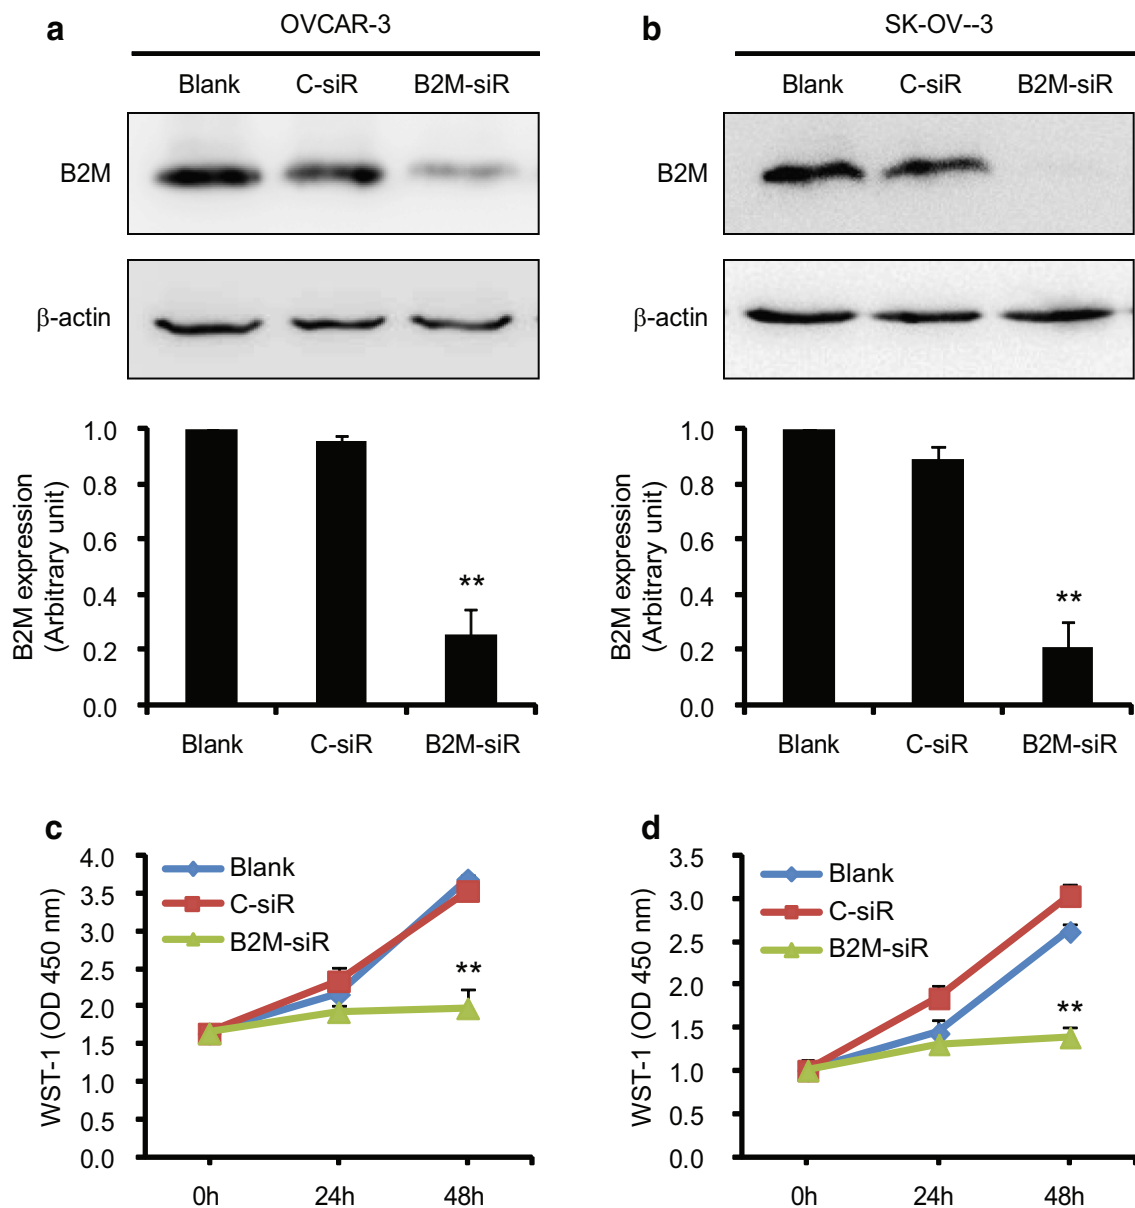 a
OVCAR-3
Blank C-siR B2M-siR
B2M
β-actin
1.0
0.8
0.6
0.4
0.2
0.0
B2M expression
(Arbitrary unit)
**
Blank C-siR B2M-siR
b
SK-OV--3
Blank C-siR B2M-siR
B2M
β-actin
1.0
0.8
0.6
0.4
0.2
0.0
B2M expression
(Arbitrary unit)
**
Blank C-siR B2M-siR
c
4.0
3.5
3.0
2.5
2.0
1.5
1.0
0.5
0.0
WST-1 (OD 450 nm)
Blank
C-siR
B2M-siR
**
0h 24h 48h
d
3.5
3.0
2.5
2.0
1.5
1.0
0.5
0.0
WST-1 (OD 450 nm)
Blank
C-siR
B2M-siR
**
0h 24h 48h